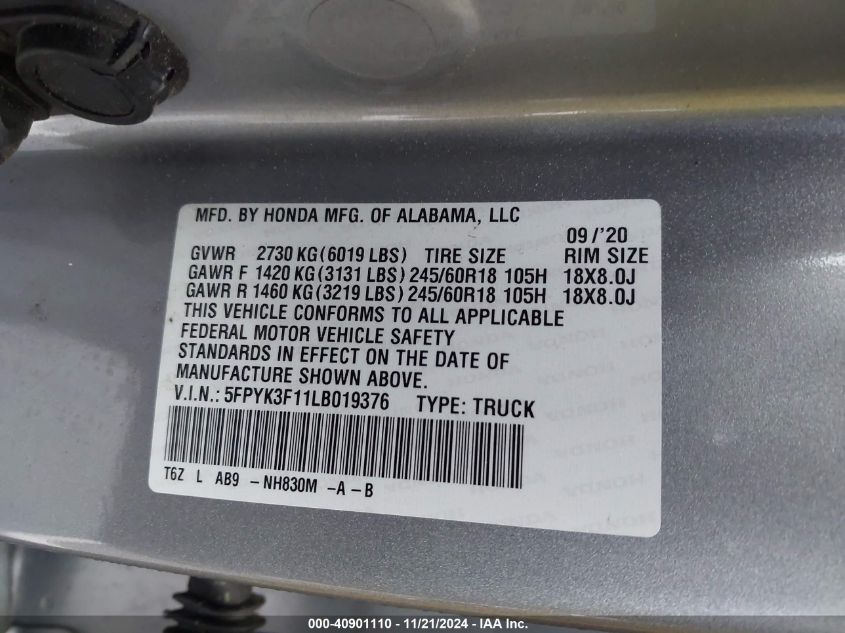 MFD. BY HONDA MFG. OF ALABAMA, LLC
09/'20
GVWR 2730 KG(6019 LBS) TIRE SIZE RIM SIZE
GAWR F 1420 KG(3131 LBS) 245/60R18 105H 18X8.0J
GAWR R 1460 KG(3219 LBS) 245/60R18 105H 18X8.0J
THIS VEHICLE CONFORMS TO ALL APPLICABLE
FEDERAL MOTOR VEHICLE SAFETY
STANDARDS IN EFFECT ON THE DATE OF
MANUFACTURE SHOWN ABOVE.
V.I.N.: 5FPYK3F11LB019376 TYPE: TRUCK
T6Z L AB9 -NH830M -A-B
000-40901110 - 11/21/2024 - IAA Inc.